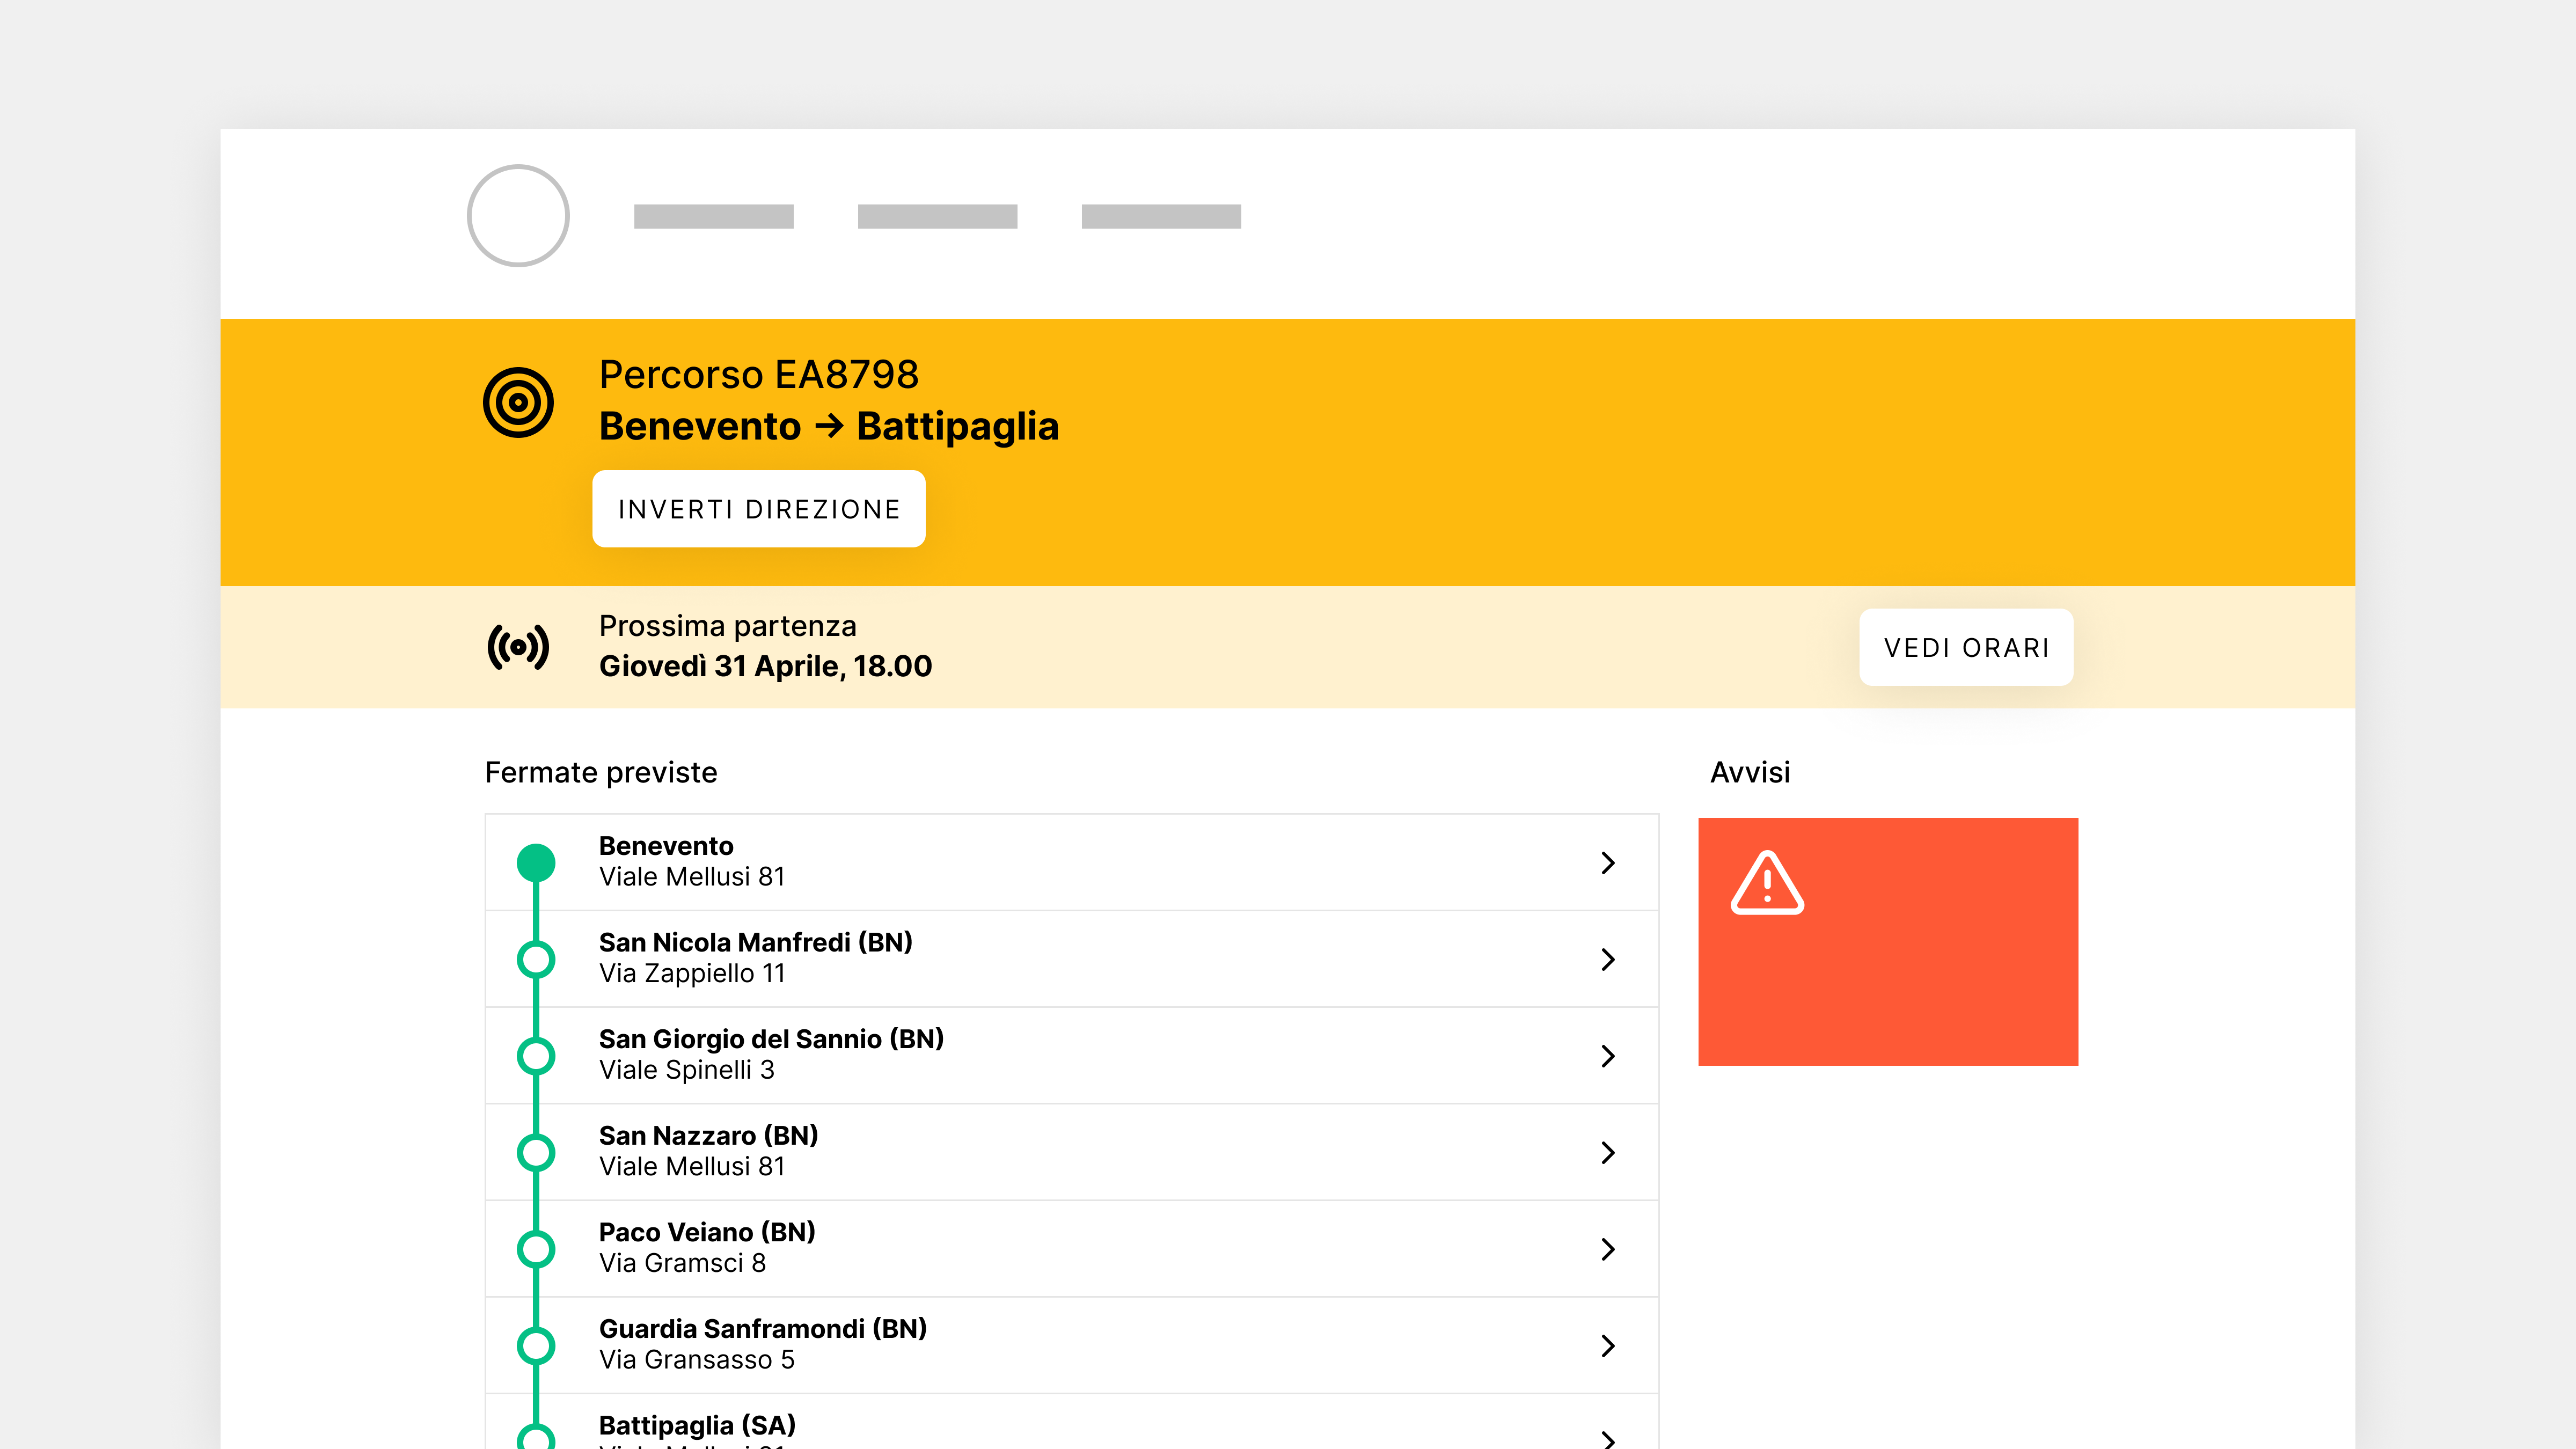 Percorso EA8798
Benevento → Battipaglia
INVERTI DIREZIONE
Prossima partenza
Giovedì 31 Aprile, 18.00
VEDI ORARI
Fermate previste
Benevento
Viale Mellusi 81
San Nicola Manfredi (BN)
Via Zappiello 11
San Giorgio del Sannio (BN)
Viale Spinelli 3
San Nazzaro (BN)
Viale Mellusi 81
Paco Veiano (BN)
Via Gramsci 8
Guardia Sanframondi (BN)
Via Gransasso 5
Battipaglia (SA)
Avvisi